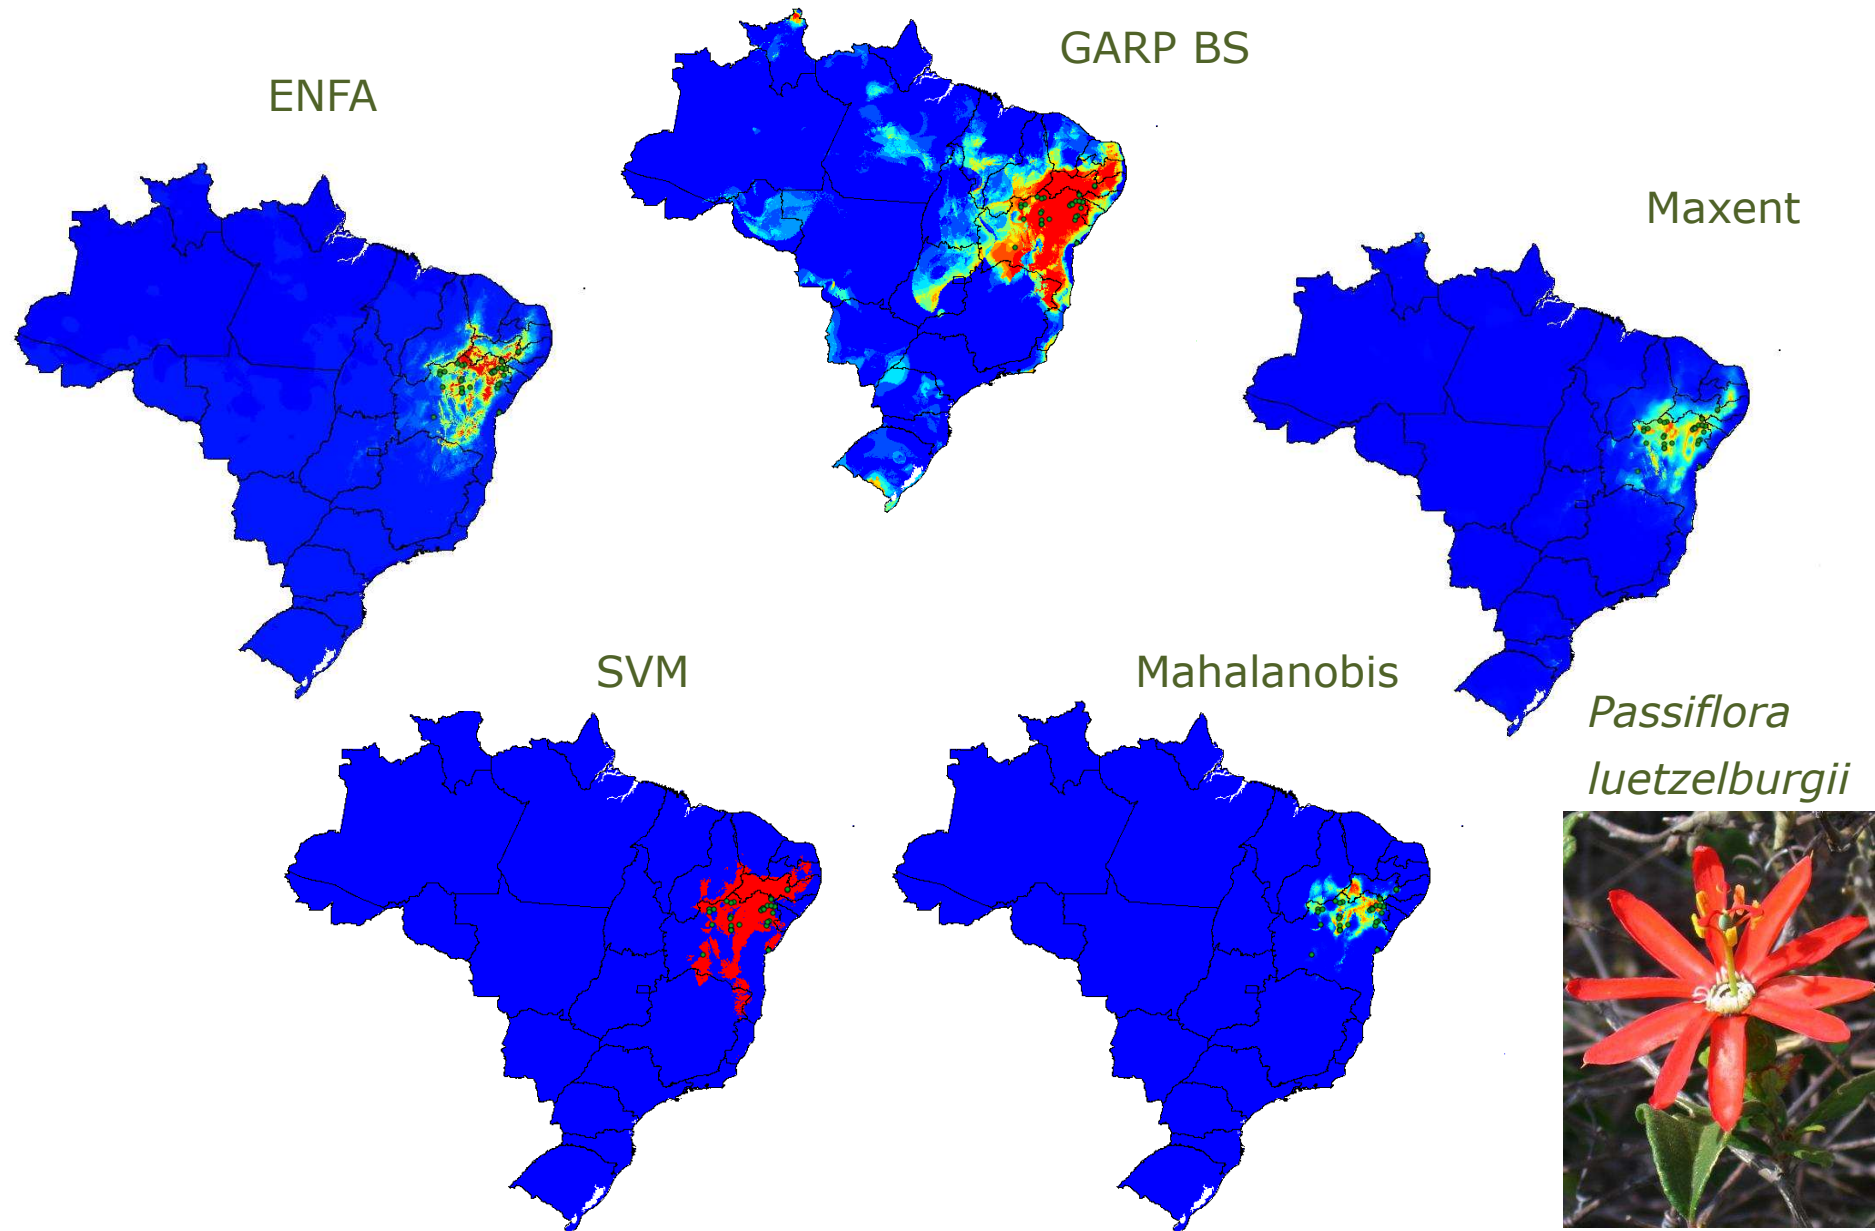 GARP BS
ENFA
Maxent
SVM
Mahalanobis
Passiflora
luetzelburgii